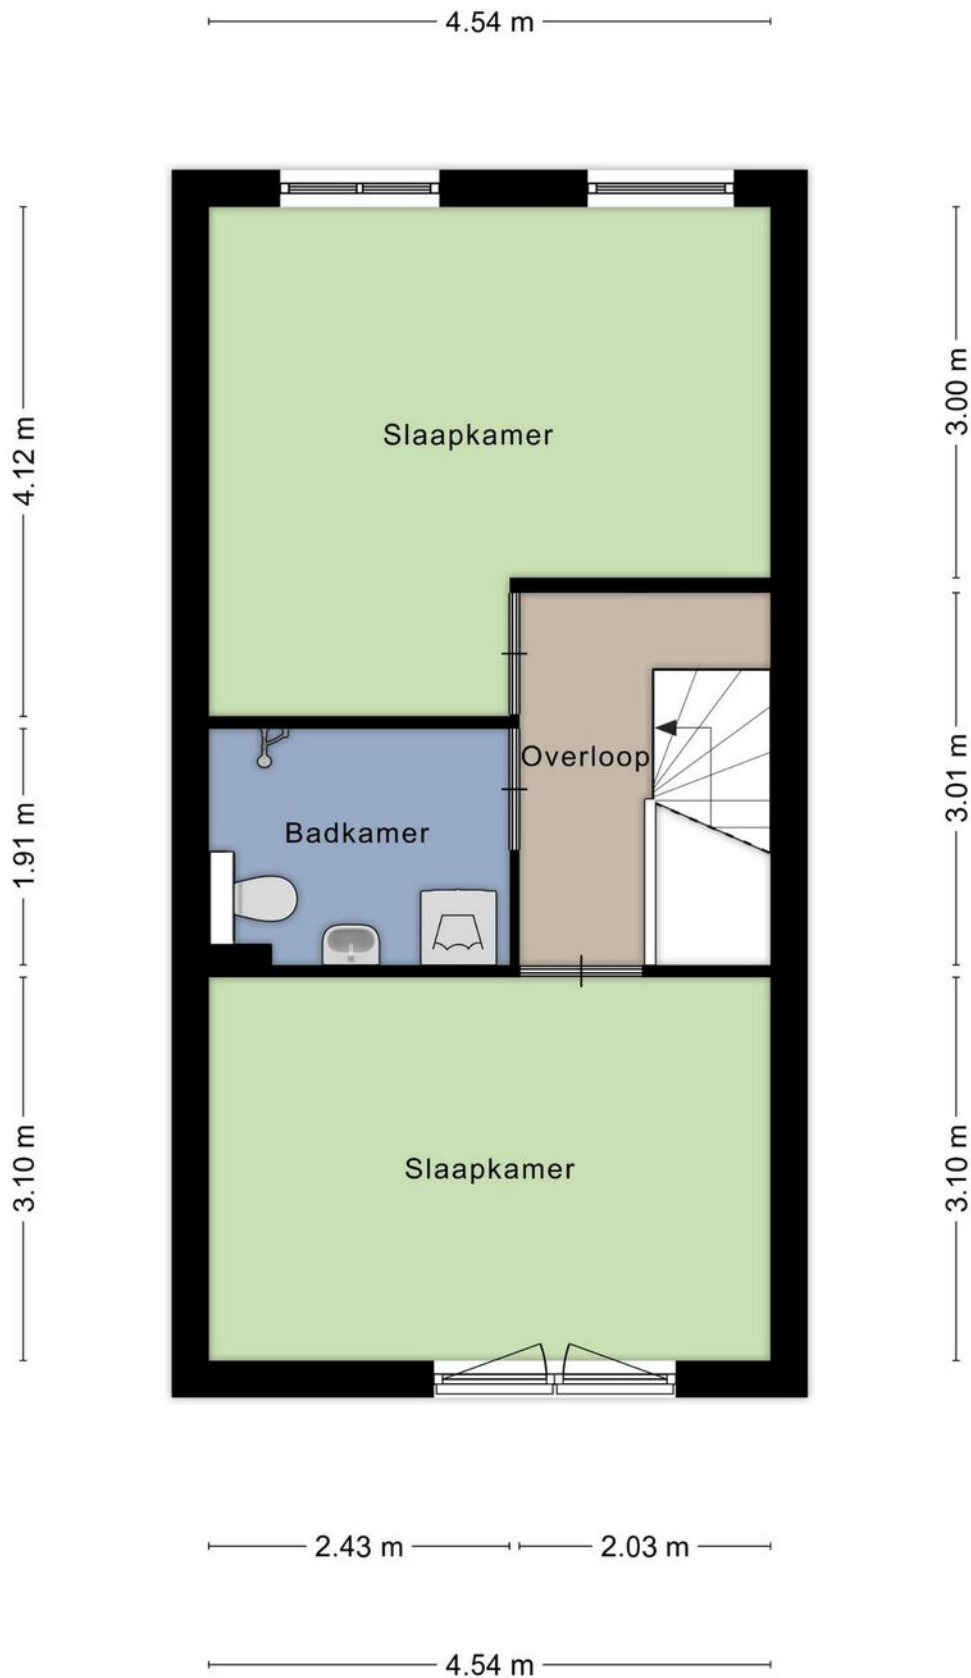 4.54 m
3.00 m
4.12 m
Slaapkamer
3.01 m
Overloop
1.91 m
Badkamer
3.10 m
Slaapkamer
3.10 m
2.43 m
2.03 m
4.54 m